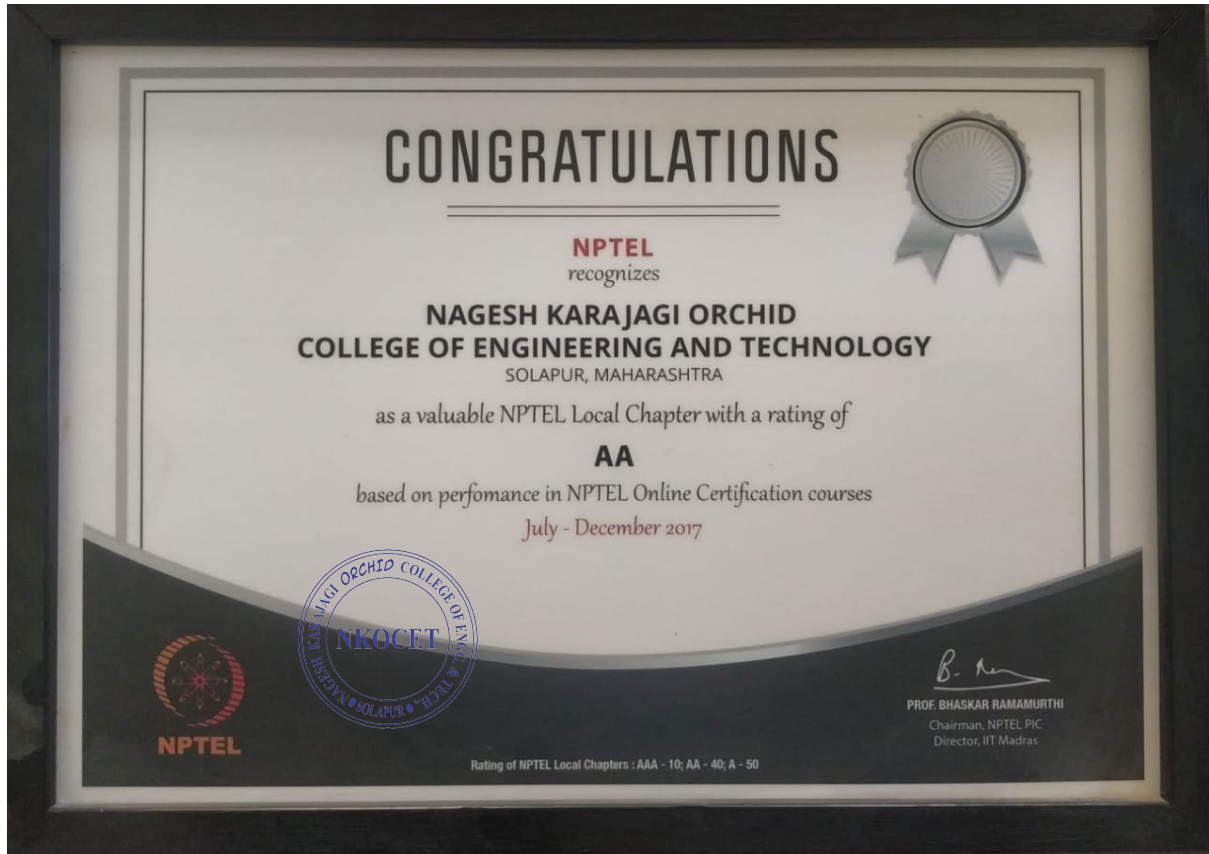 CONGRATULATIONS
NPTEL
recognizes
NAGESH KARAJAGI ORCHID
COLLEGE OF ENGINEERING AND TECHNOLOGY
SOLAPUR, MAHARASHTRA
as a valuable NPTEL Local Chapter with a rating of
AA
based on perfomance in NPTEL Online Certification courses
July - December 2017
NAGESH KARAJAGI ORCHID COLLEGE OF ENGG. & TECH,
NKOCET
SOLAPUR
NPTEL
PROF. BHASKAR RAMAMURTHI
Chairman, NPTEL PIC
Director, IIT Madras
Rating of NPTEL Local Chapters : AAA - 10; AA - 40; A - 50